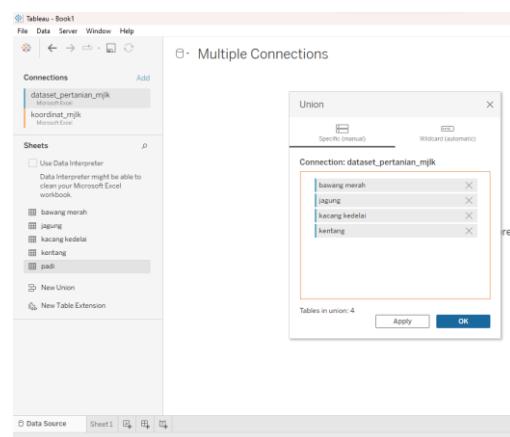 Tableau - Book1
File Data Server Window Help
Multiple Connections
Connections Add
dataset_pertanian_mjlk
Microsoft Excel
koordinat_mjlk
Microsoft Excel
Sheets
Use Data Interpreter
Data Interpreter might be able to
clean your Microsoft Excel
workbook.
bawang merah
jagung
kacang kedelai
kentang
padi
New Union
New Table Extension
Union
Specific (manual) Wildcard (automatic)
Connection: dataset_pertanian_mjlk
bawang merah
jagung
kacang kedelai
kentang
re
Tables in union: 4
Apply OK
Data Source Sheet1